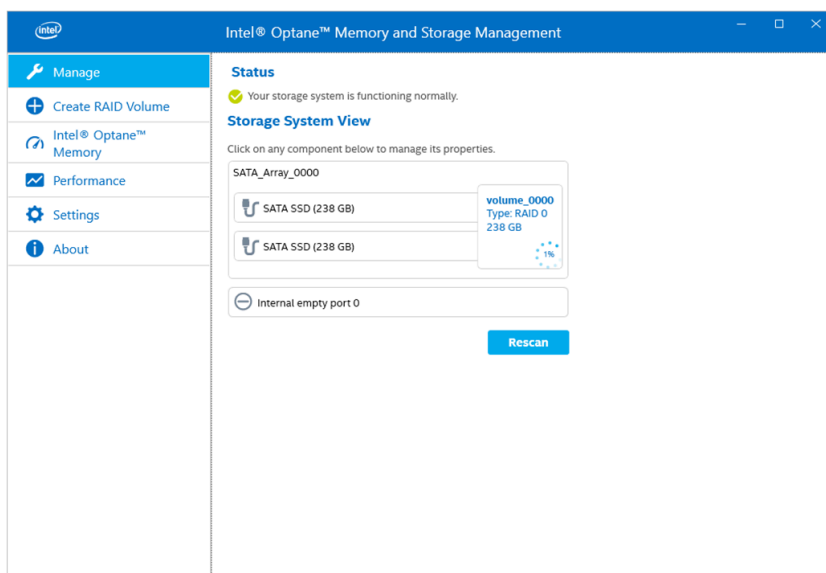 intel
Intel® Optane™ Memory and Storage Management
Manage
Create RAID Volume
Intel® Optane™
Memory
Performance
Settings
About
Status
Your storage system is functioning normally.
Storage System View
Click on any component below to manage its properties.
SATA_Array_0000
SATA SSD (238 GB)
SATA SSD (238 GB)
volume_0000
Type: RAID 0
238 GB
1%
Internal empty port 0
Rescan